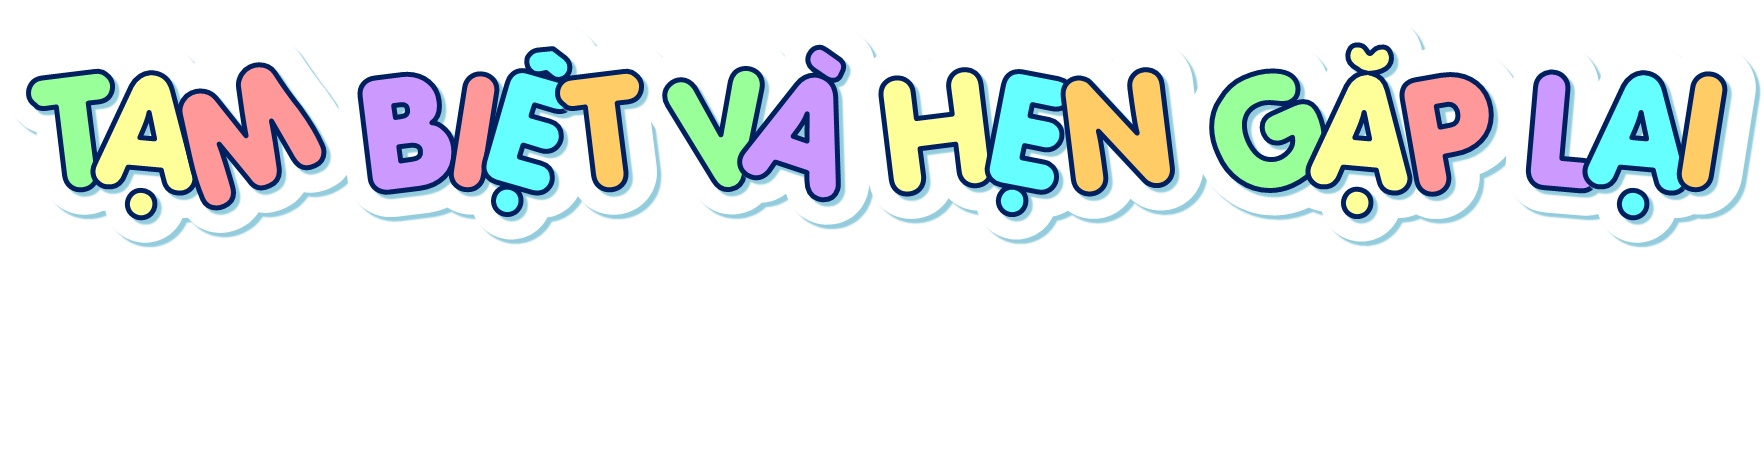 TẠM BIỆT VÀ HẸN GẶP LẠI